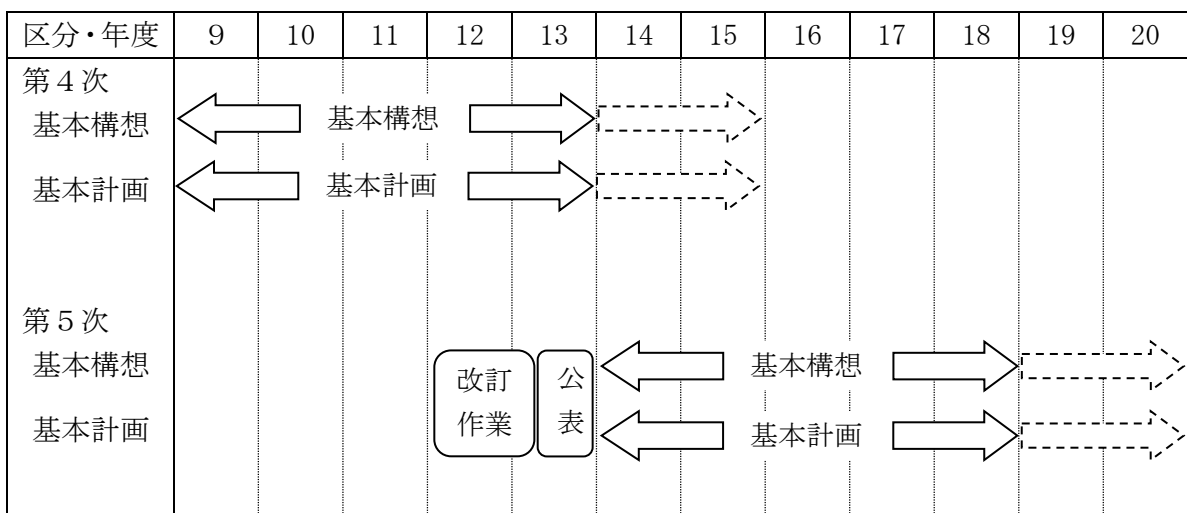 区分・年度 9 10 11 12 13 14 15 16 17 18 19 20
第４次
基本構想 基本構想
基本計画 基本計画
第５次
基本構想 基本構想
改訂 公
作業 表
基本計画 基本計画